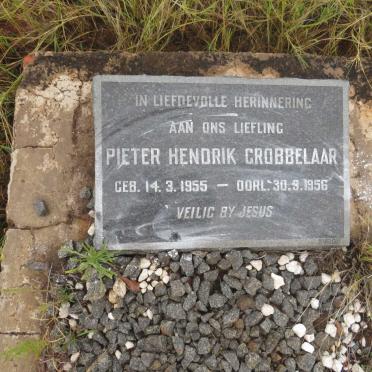 IN LIEFDEVOLLE HERINNERING
AAN ONS LIEFLING
PIETER HENDRIK GROBBELAAR
GEB. 14.3.1955 — OORL. 30.9.1956
VEILIG BY JESUS